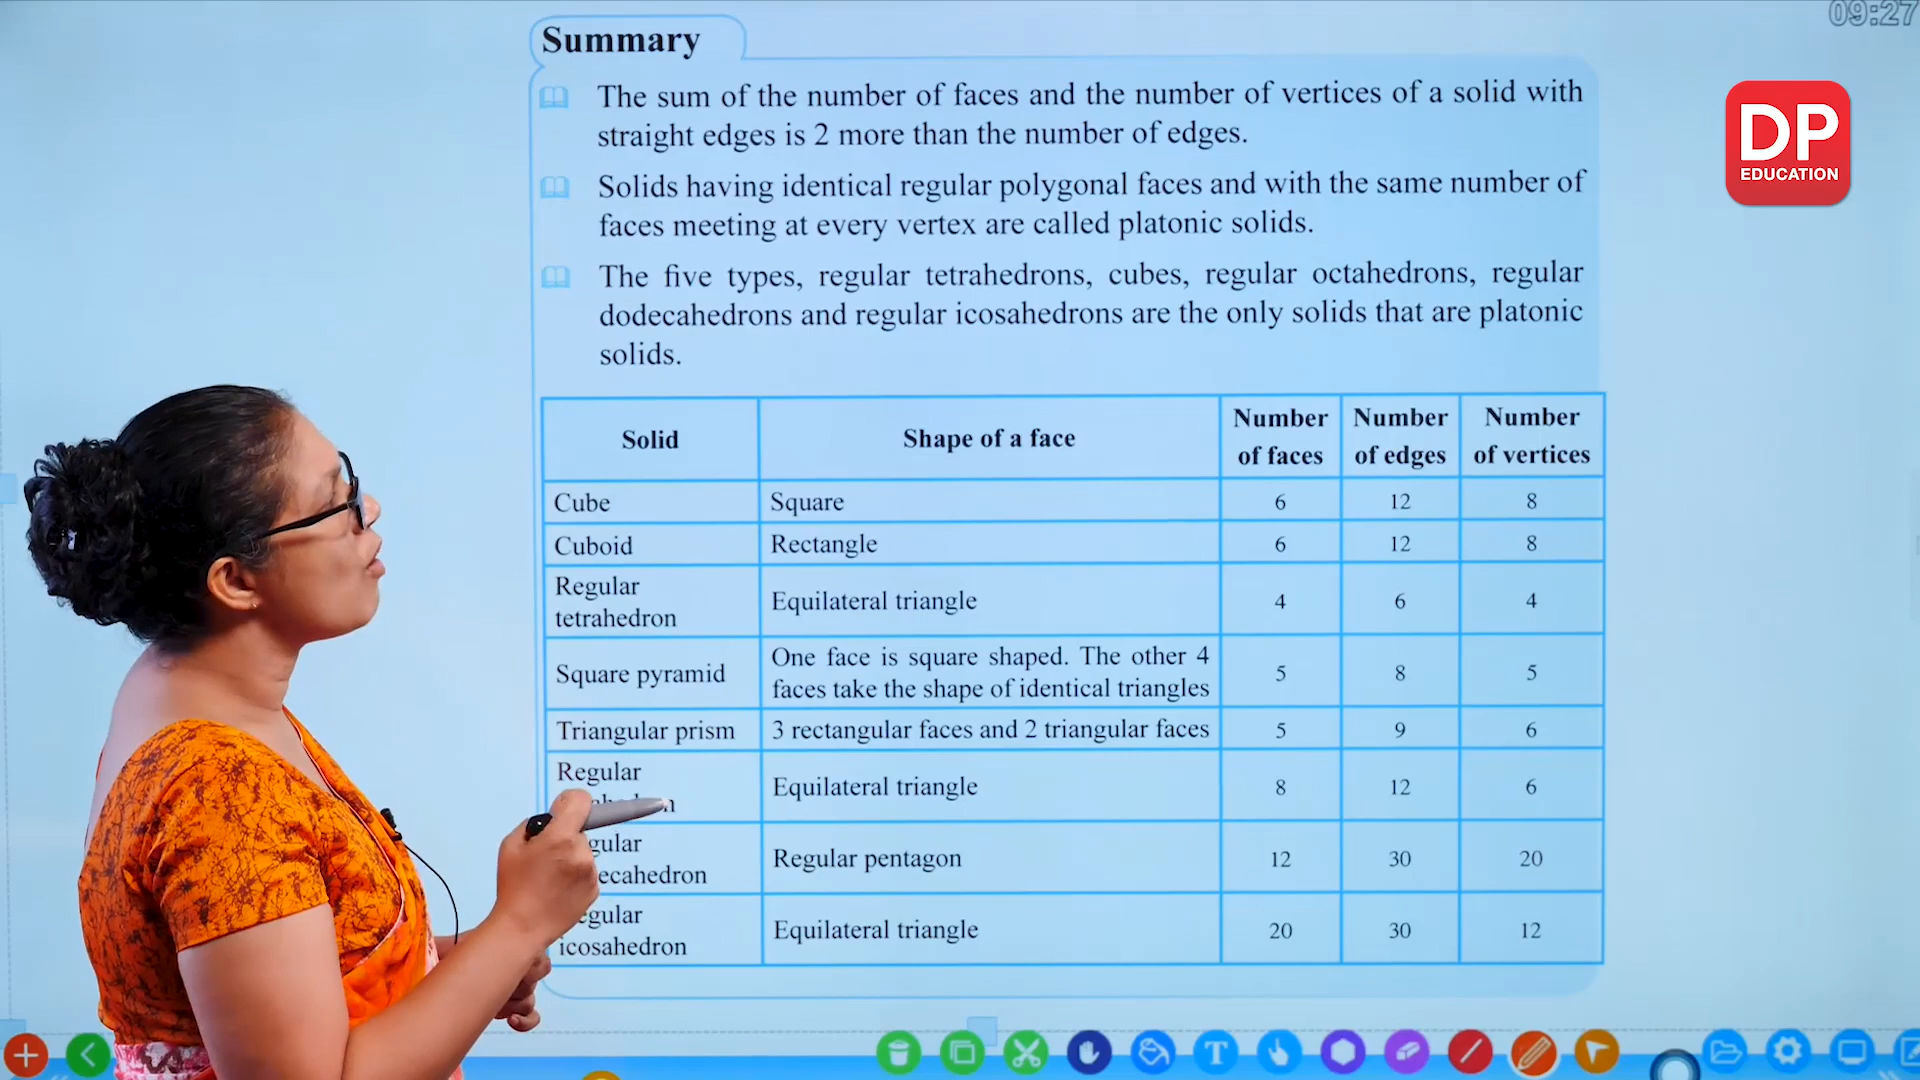 09:27
Summary
The sum of the number of faces and the number of vertices of a solid with
straight edges is 2 more than the number of edges.
Solids having identical regular polygonal faces and with the same number of
faces meeting at every vertex are called platonic solids.
The five types, regular tetrahedrons, cubes, regular octahedrons, regular
dodecahedrons and regular icosahedrons are the only solids that are platonic
solids.
DP
EDUCATION
Solid Shape of a face Number of faces Number of edges Number of vertices
Cube Square 6 12 8
Cuboid Rectangle 6 12 8
Regular tetrahedron Equilateral triangle 4 6 4
Square pyramid One face is square shaped. The other 4 faces take the shape of identical triangles 5 8 5
Triangular prism 3 rectangular faces and 2 triangular faces 5 9 6
Regular Equilateral triangle 8 12 6
gular ecahedron Regular pentagon 12 30 20
egular icosahedron Equilateral triangle 20 30 12
T